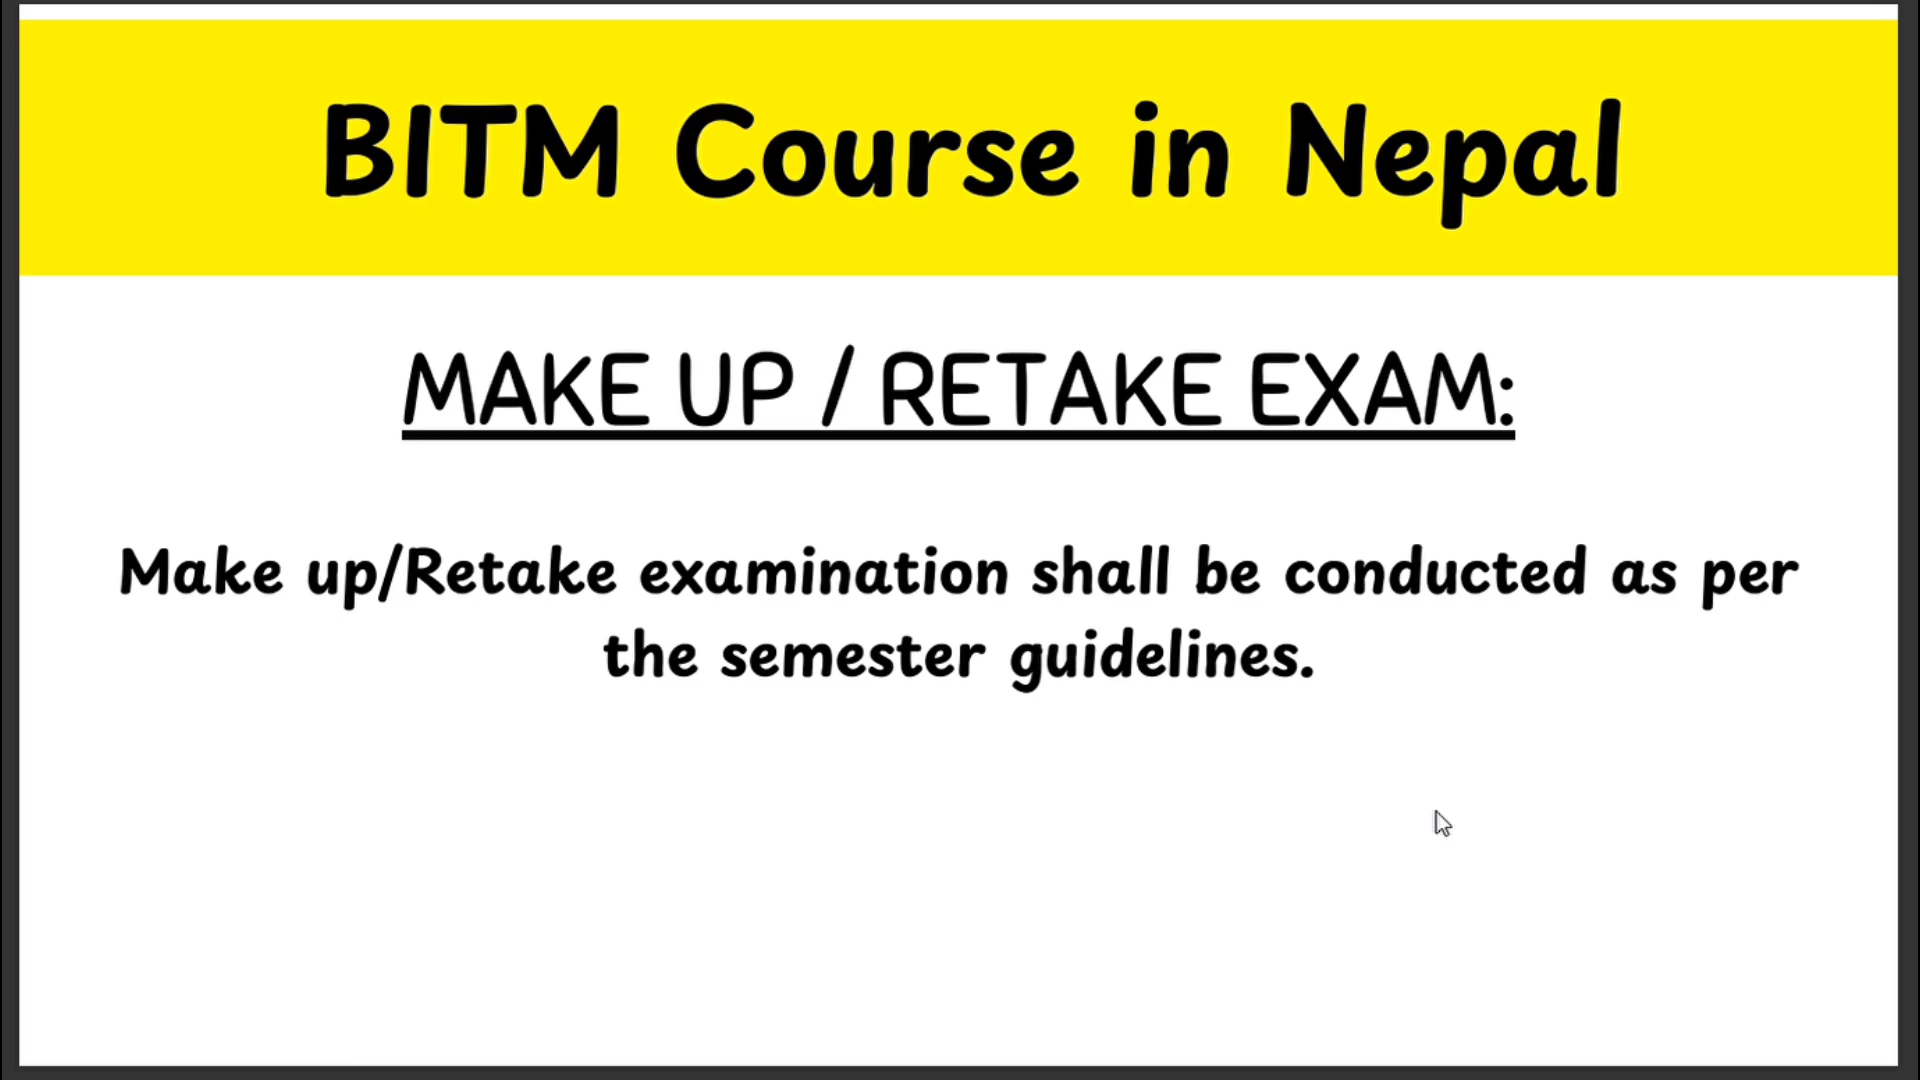 BITM Course in Nepal
MAKE UP / RETAKE EXAM:
Make up/Retake examination shall be conducted as per
the semester guidelines.